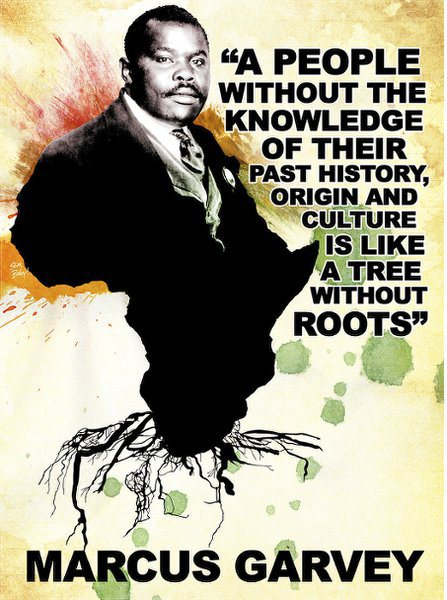 “A PEOPLE
WITHOUT THE
KNOWLEDGE
OF THEIR
PAST HISTORY,
ORIGIN AND
CULTURE
IS LIKE
A TREE
WITHOUT
ROOTS”
MARCUS GARVEY